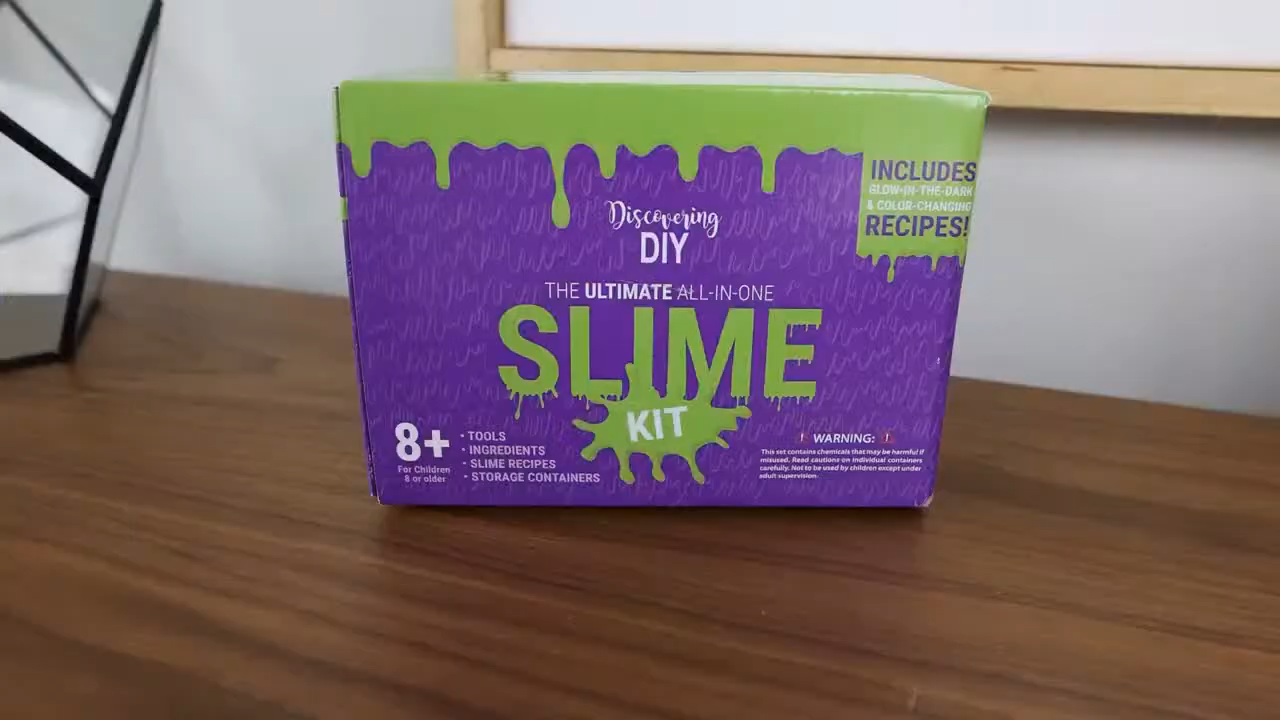 Discovering
DIY
THE ULTIMATE ALL-IN-ONE
SLIME
KIT
INCLUDES
GLOW-IN-THE-DARK
& COLOR-CHANGING
RECIPES!
8+
For Children
8 or older
• TOOLS
• INGREDIENTS
• SLIME RECIPES
• STORAGE CONTAINERS
WARNING:
This set contains chemicals that may be harmful if
misused. Read cautions on individual containers
carefully. Not to be used by children except under
adult supervision.